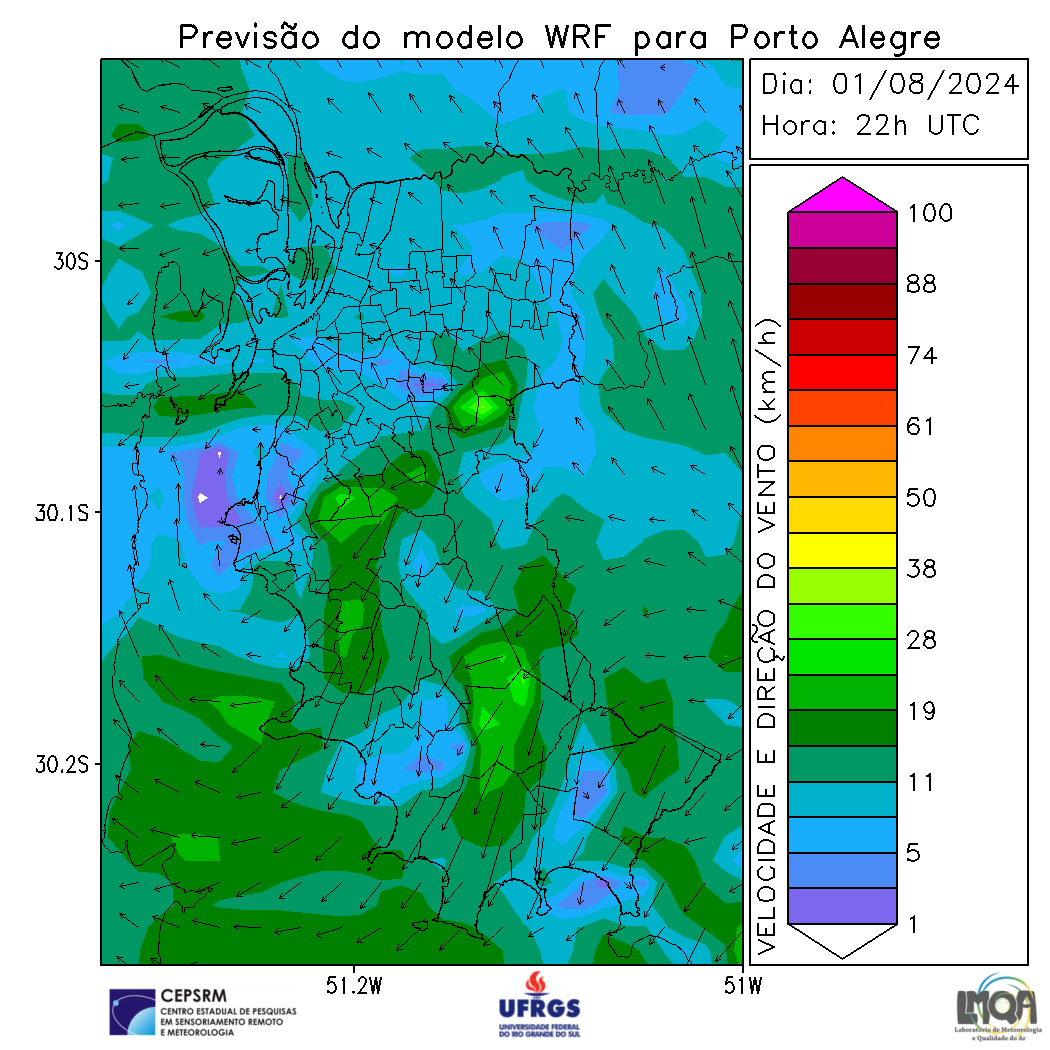 Previsão do modelo WRF para Porto Alegre
Dia: 01/08/2024
Hora: 22h UTC
30S
30.1S
30.2S
51.2W
51W
VELOCIDADE E DIREÇÃO DO VENTO (km/h)
100
88
74
61
50
38
28
19
11
5
1
CEPSRM
CENTRO ESTADUAL DE PESQUISAS
EM SENSORIAMENTO REMOTO
E METEOROLOGIA
UFRGS
UNIVERSIDADE FEDERAL
DO RIO GRANDE DO SUL
LMQA
Laboratório de Meteorologia
e Qualidade do Ar